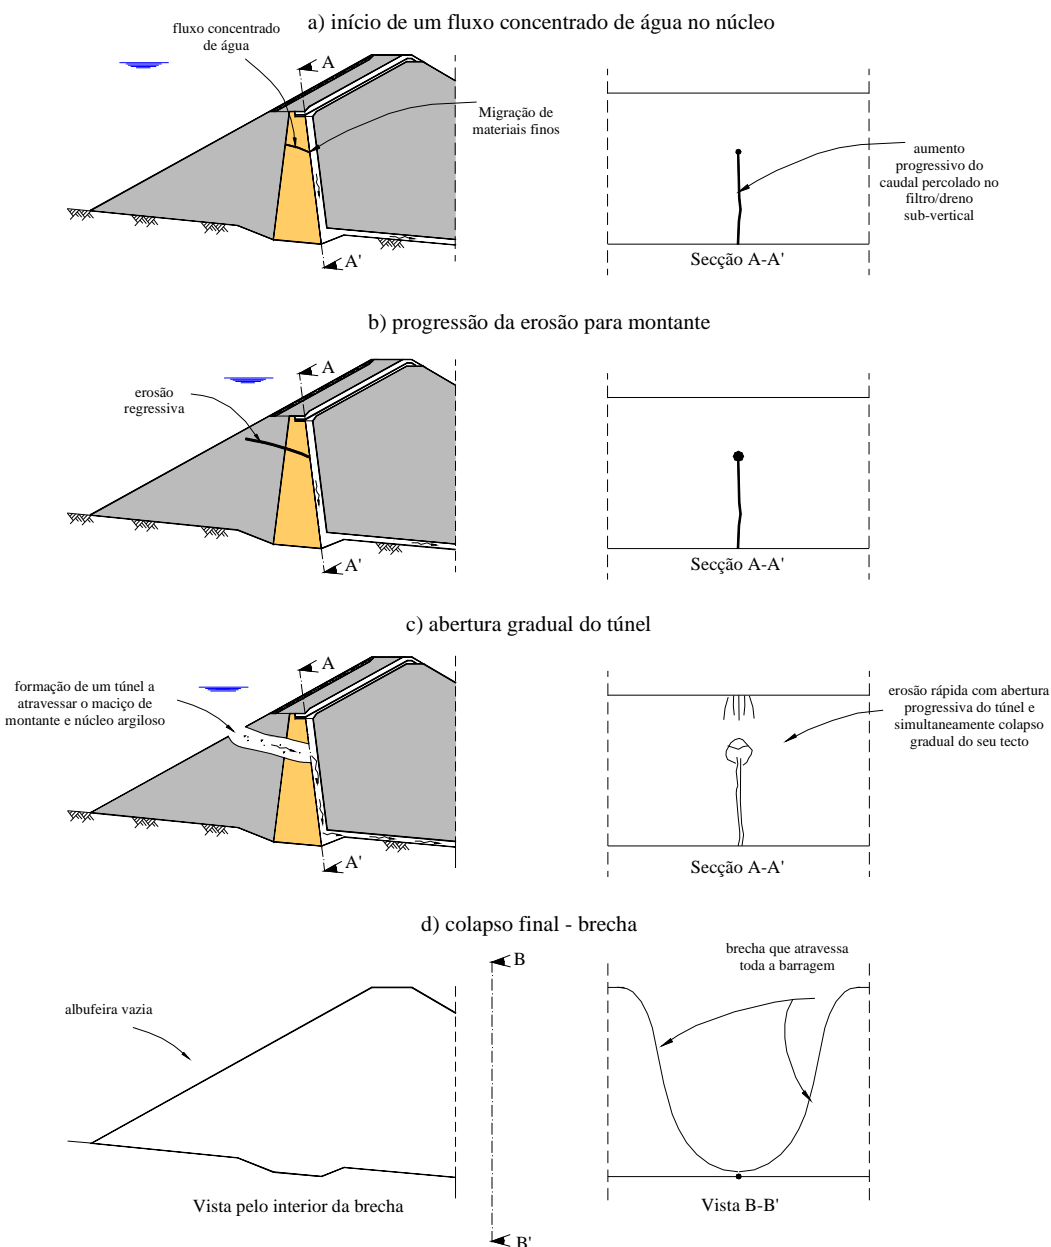 a) início de um fluxo concentrado de água no núcleo
fluxo concentrado
de água
A
Migração de
materiais finos
A'
aumento
progressivo do
caudal percolado no
filtro/dreno
sub-vertical
Secção A-A'
b) progressão da erosão para montante
A
erosão
regressiva
A'
Secção A-A'
c) abertura gradual do túnel
A
formação de um túnel a
atravessar o maciço de
montante e núcleo argiloso
A'
erosão rápida com abertura
progressiva do túnel e
simultaneamente colapso
gradual do seu tecto
Secção A-A'
d) colapso final - brecha
B
albufeira vazia
brecha que atravessa
toda a barragem
Vista pelo interior da brecha
B'
Vista B-B'